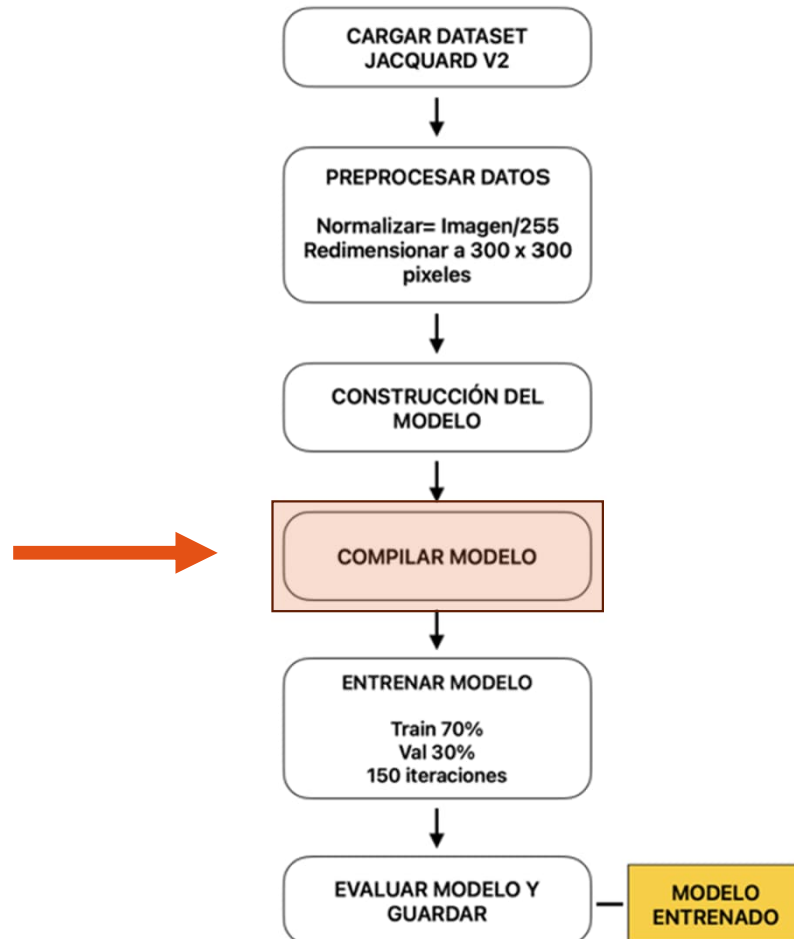 CARGAR DATASET
JACQUARD V2
PREPROCESAR DATOS
Normalizar= Imagen/255
Redimensionar a 300 x 300
pixeles
CONSTRUCCIÓN DEL
MODELO
COMPILAR MODELO
ENTRENAR MODELO
Train 70%
Val 30%
150 iteraciones
EVALUAR MODELO Y
GUARDAR
MODELO
ENTRENADO